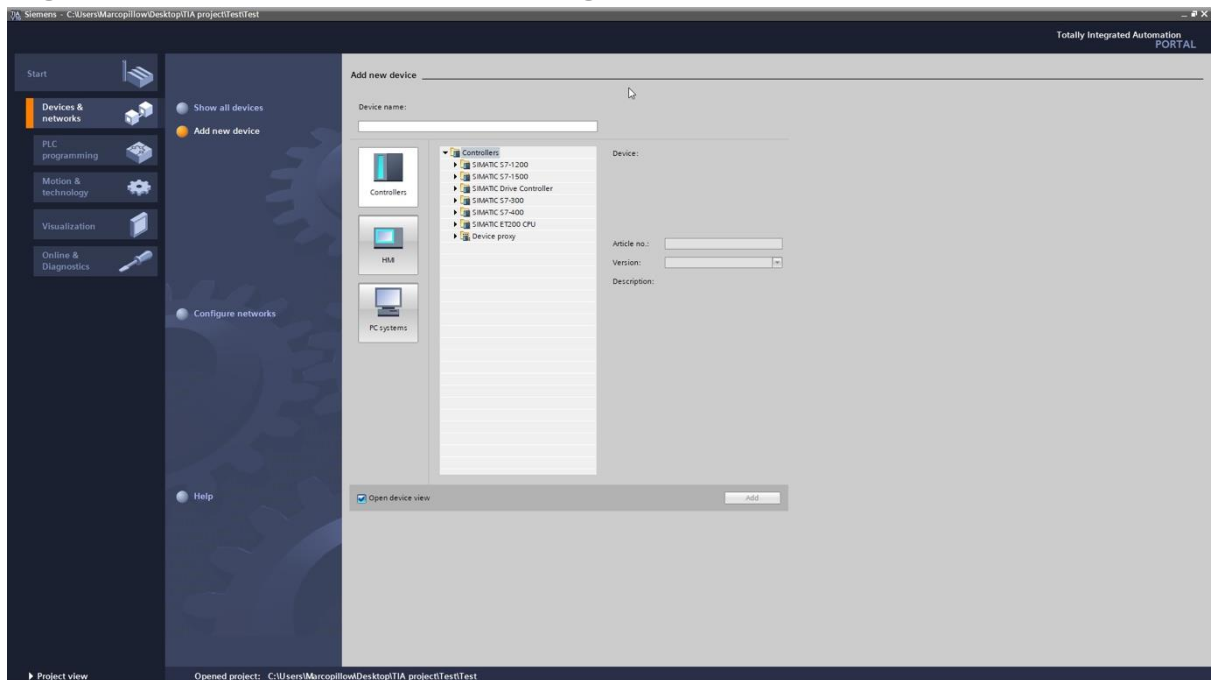 Siemens - C:\Users\Marcopillow\Desktop\TIA project\Test\Test
Totally Integrated Automation
PORTAL
Start
Devices &
networks
PLC
programming
Motion &
technology
Visualization
Online &
Diagnostics
Show all devices
Add new device
Configure networks
Help
Add new device
Device name:
Controllers
HMI
PC systems
Controllers
SIMATIC S7-1200
SIMATIC S7-1500
SIMATIC Drive Controller
SIMATIC S7-300
SIMATIC S7-400
SIMATIC ET200 CPU
Device proxy
Device:
Article no.:
Version:
Description:
Open device view
Add
Project view
Opened project: C:\Users\Marcopillow\Desktop\TIA project\Test\Test